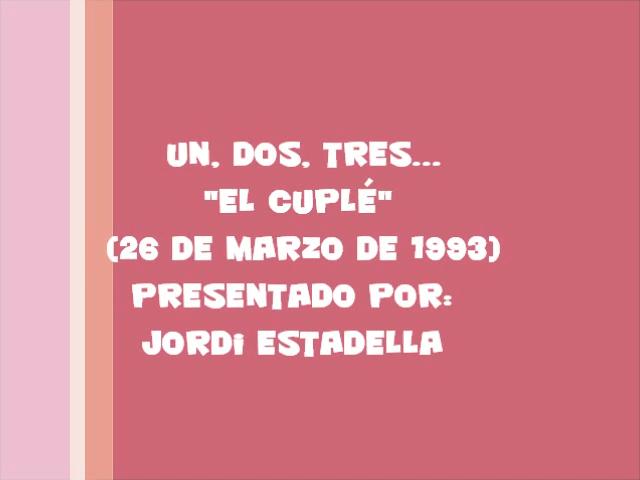 UN, DOS, TRES...
"EL CUPLÉ"
(26 DE MARZO DE 1993)
PRESENTADO POR:
JORDI ESTADELLA